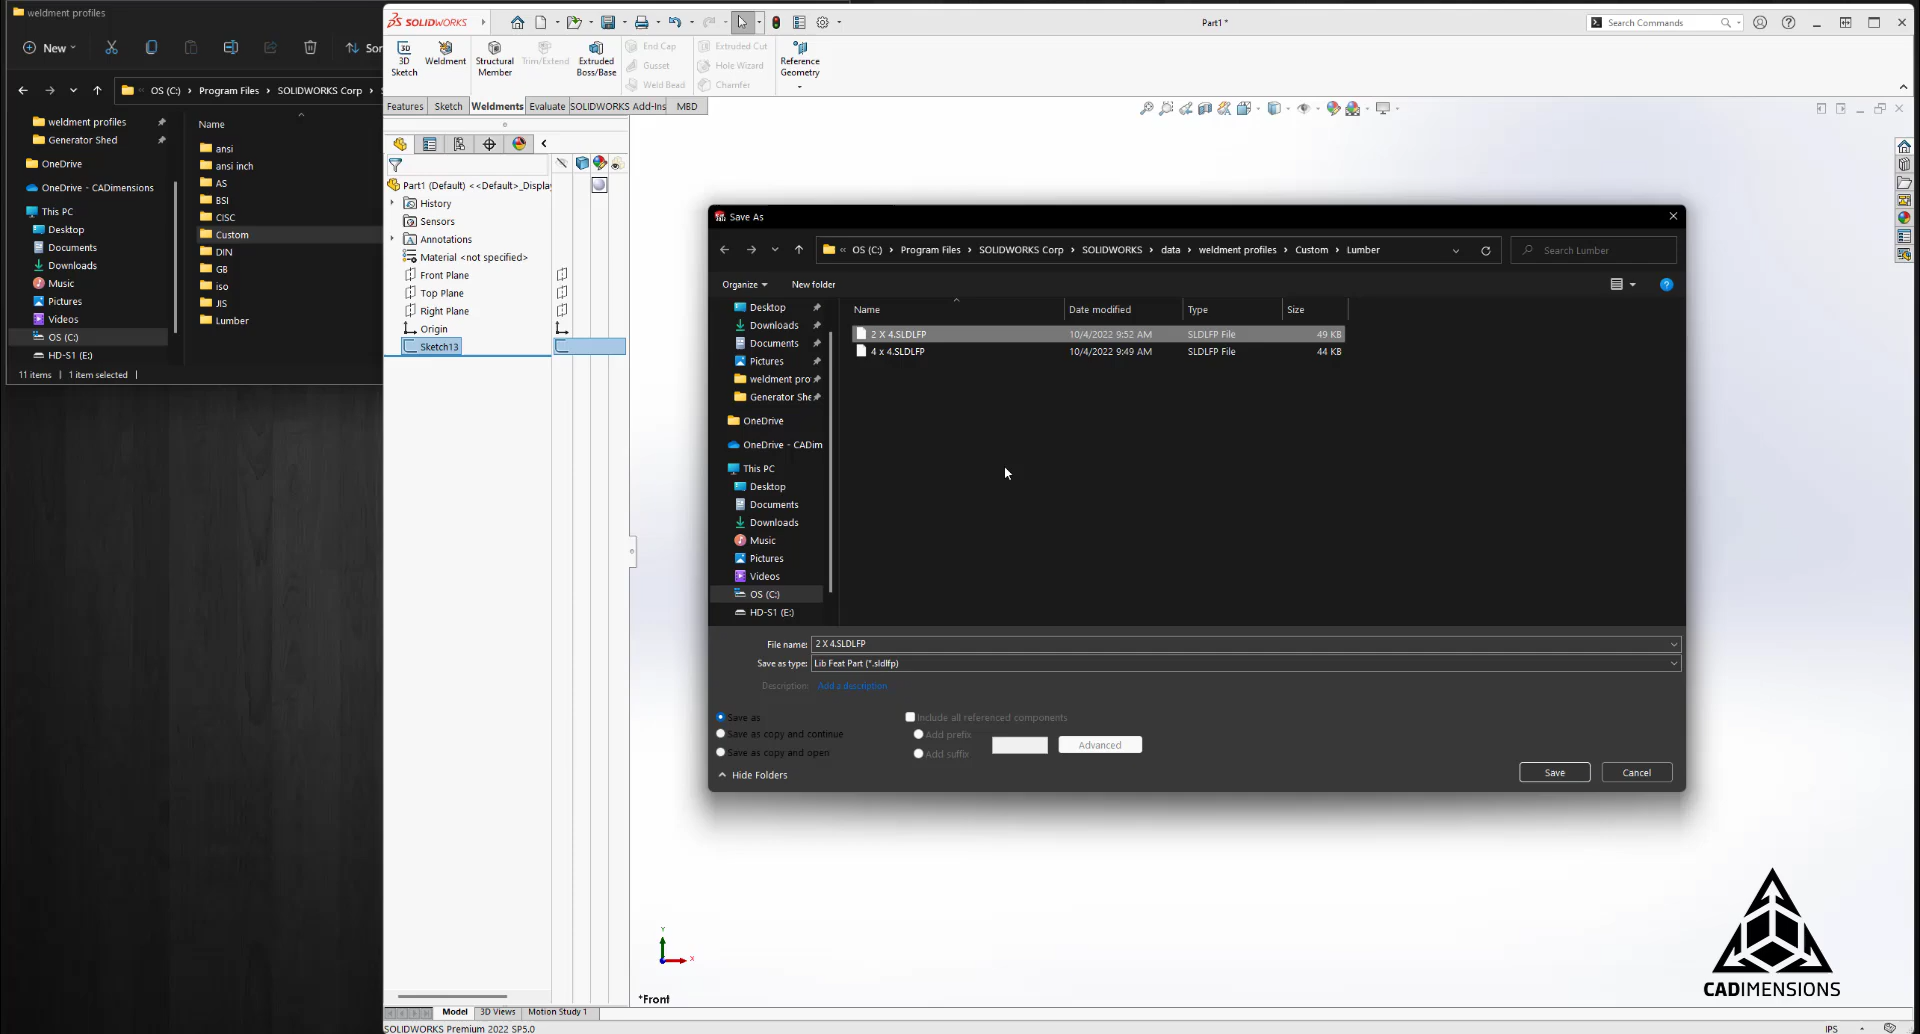 weldment profiles
New
Sor
OS (C:) › Program Files › SOLIDWORKS Corp ›
weldment profiles
Generator Shed
OneDrive
OneDrive - CADimensions
This PC
Desktop
Documents
Downloads
Music
Pictures
Videos
OS (C:)
HD-S1 (E:)
Name
ansi
ansi inch
AS
BSI
CISC
Custom
DIN
GB
iso
JIS
Lumber
11 items | 1 item selected |
SOLIDWORKS
Part1 *
Search Commands
3D Sketch
Weldment
Structural Member
Trim/Extend
Extruded Boss/Base
End Cap
Gusset
Weld Bead
Extruded Cut
Hole Wizard
Chamfer
Reference Geometry
Features Sketch Weldments Evaluate SOLIDWORKS Add-Ins MBD
Part1 (Default) <<Default>_Displa
History
Sensors
Annotations
Material <not specified>
Front Plane
Top Plane
Right Plane
Origin
Sketch13
Save As
« OS (C:) › Program Files › SOLIDWORKS Corp › SOLIDWORKS › data › weldment profiles › Custom › Lumber
Search Lumber
Organize New folder
Desktop
Downloads
Documents
Pictures
weldment pro
Generator She
OneDrive
OneDrive - CADim
This PC
Desktop
Documents
Downloads
Music
Pictures
Videos
OS (C:)
HD-S1 (E:)
Name Date modified Type Size
2 X 4.SLDLFP 10/4/2022 9:52 AM SLDLFP File 49 KB
4 x 4.SLDLFP 10/4/2022 9:49 AM SLDLFP File 44 KB
File name: 2 X 4.SLDLFP
Save as type: Lib Feat Part (*.sldlfp)
Description: Add a description
Save as
Save as copy and continue
Save as copy and open
Include all referenced components
Add prefix
Add suffix
Advanced
Hide Folders
Save Cancel
Y
X
*Front
CADIMENSIONS
Model 3D Views Motion Study 1
SOLIDWORKS Premium 2022 SP5.0
IPS